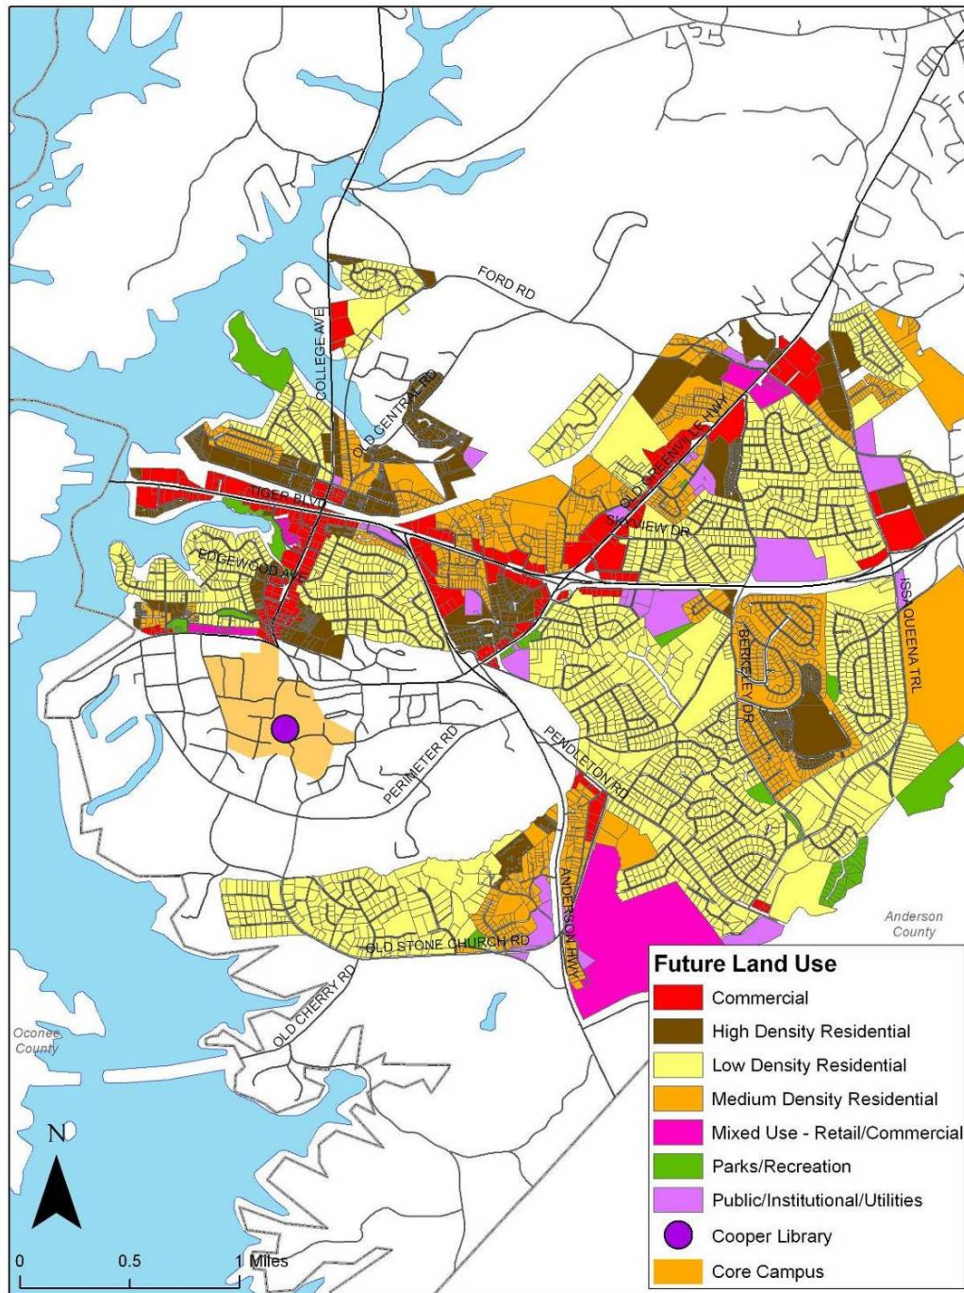 FORD RD
COLLEGE AVE
OLD CENTRAL RD
OLD GREENVILLE HWY
TIGER BLVD
SKYVIEW DR
EDGEWOOD AVE
ISSAQUEENA TRL
BERKELEY DR
PERIMETER RD
PENDLETON RD
ANDERSON HWY
OLD STONE CHURCH RD
OLD CHERRY RD
Anderson
County
Oconee
County
N
0 0.5 1 Miles
Future Land Use
Commercial
High Density Residential
Low Density Residential
Medium Density Residential
Mixed Use - Retail/Commercial
Parks/Recreation
Public/Institutional/Utilities
Cooper Library
Core Campus